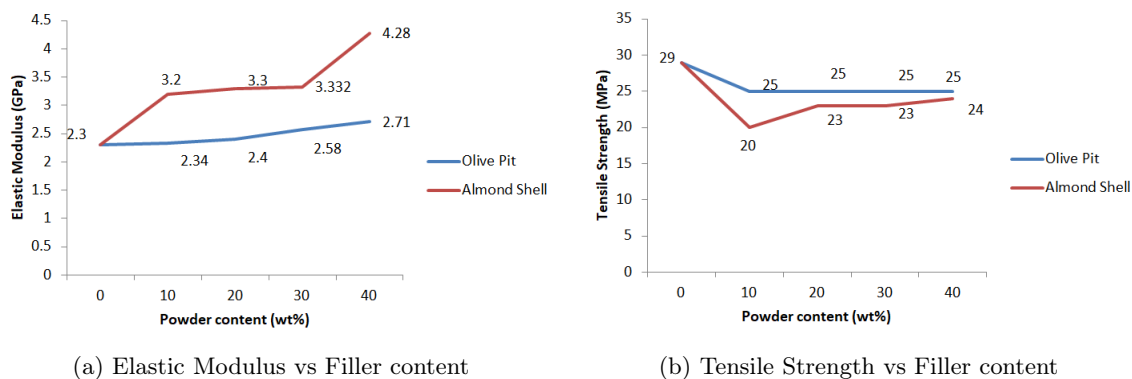 4.5
4
3.5
3
2.5
2
1.5
1
0.5
0
Elastic Modulus (GPa)
2.3
3.2
3.3
3.332
4.28
2.34
2.4
2.58
2.71
0 10 20 30 40
Powder content (wt%)
Olive Pit
Almond Shell
(a) Elastic Modulus vs Filler content
35
30
25
20
15
10
5
0
Tensile Strength (MPa)
29
25 25 25 25
20 23 23 24
0 10 20 30 40
Powder content (wt%)
Olive Pit
Almond Shell
(b) Tensile Strength vs Filler content